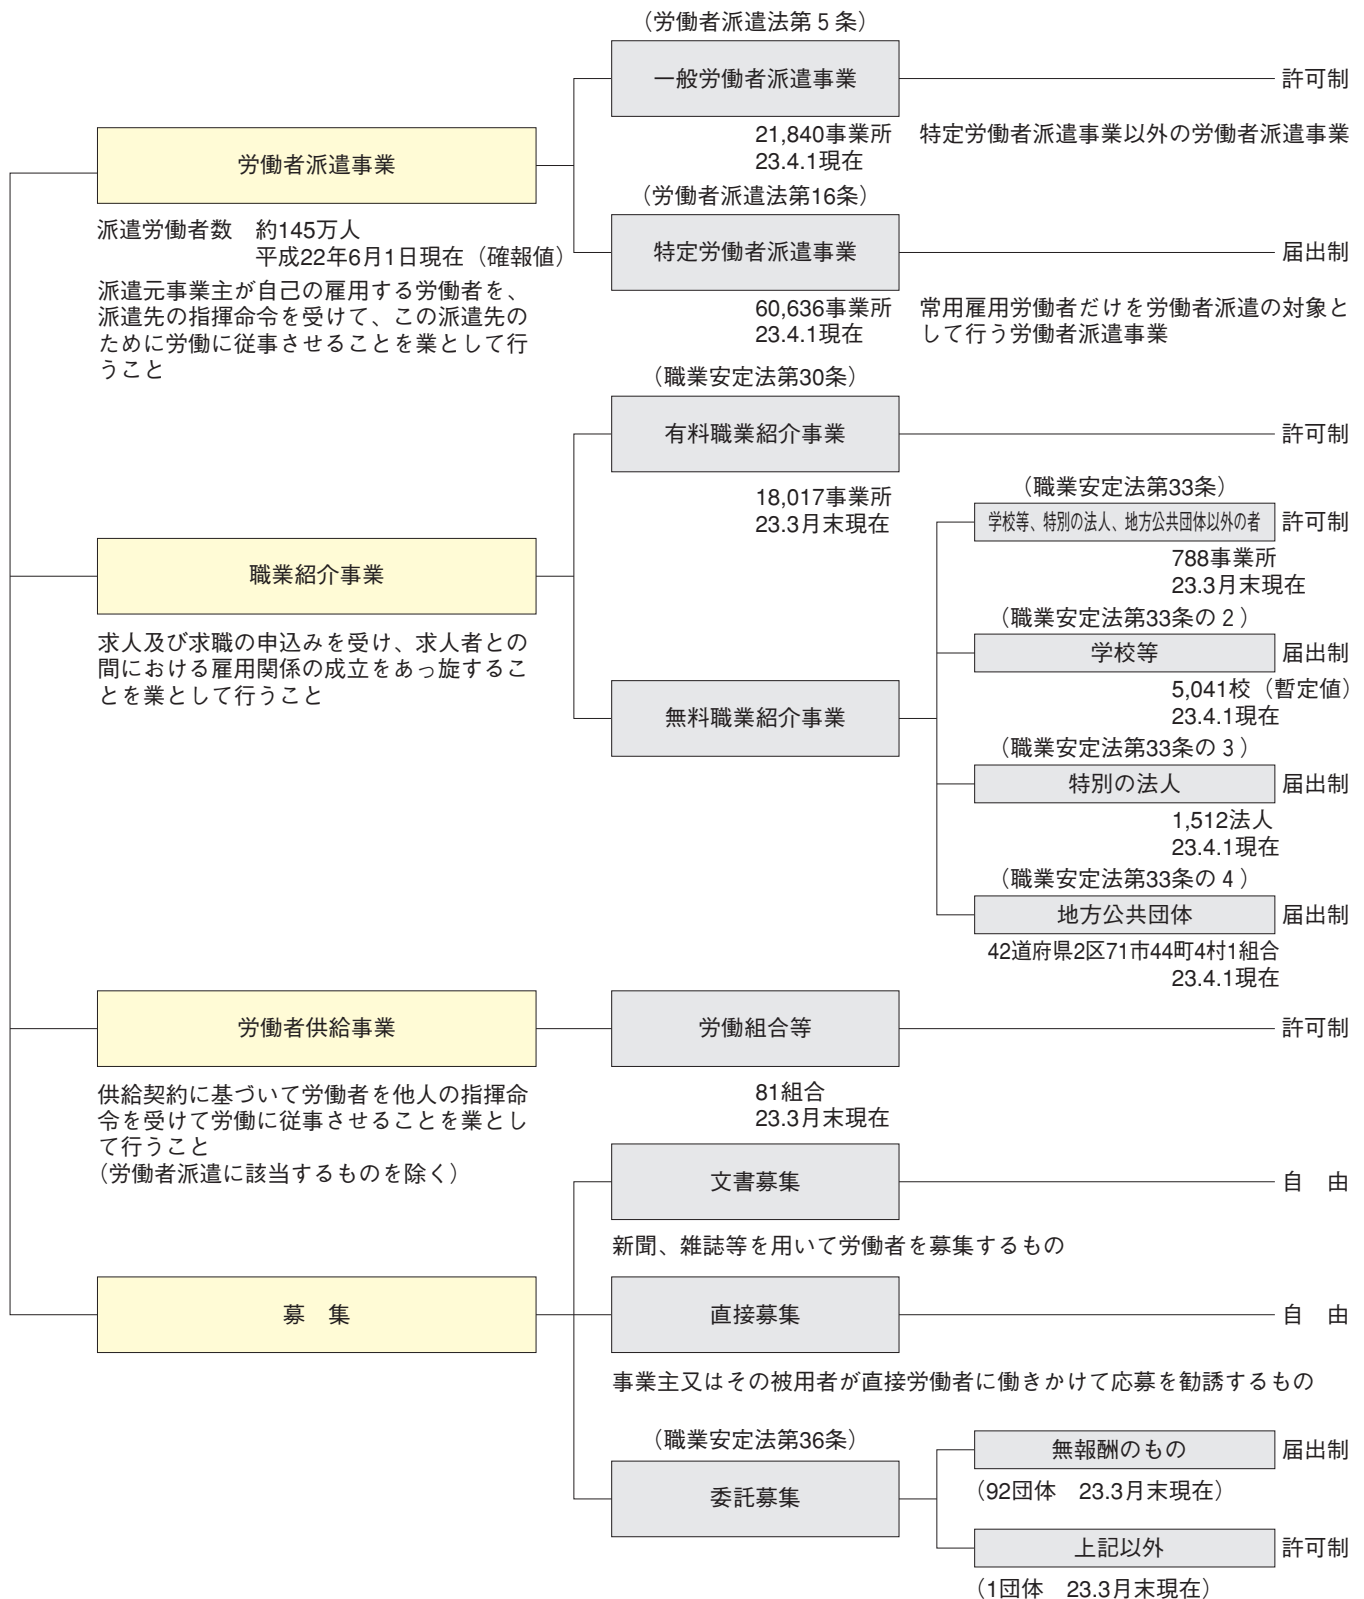 （労働者派遣法第５条）
一般労働者派遣事業
許可制
21,840事業所
23.4.1現在
特定労働者派遣事業以外の労働者派遣事業
労働者派遣事業
派遣労働者数　約145万人
平成22年6月1日現在（確報値）
派遣元事業主が自己の雇用する労働者を、
派遣先の指揮命令を受けて、この派遣先の
ために労働に従事させることを業として行
うこと
（労働者派遣法第16条）
特定労働者派遣事業
届出制
60,636事業所
23.4.1現在
常用雇用労働者だけを労働者派遣の対象と
して行う労働者派遣事業
（職業安定法第30条）
有料職業紹介事業
許可制
18,017事業所
23.3月末現在
職業紹介事業
求人及び求職の申込みを受け、求人者との
間における雇用関係の成立をあっ旋するこ
とを業として行うこと
無料職業紹介事業
（職業安定法第33条）
学校等、特別の法人、地方公共団体以外の者
許可制
788事業所
23.3月末現在
（職業安定法第33条の２）
学校等
届出制
5,041校（暫定値）
23.4.1現在
（職業安定法第33条の３）
特別の法人
届出制
1,512法人
23.4.1現在
（職業安定法第33条の４）
地方公共団体
届出制
42道府県2区71市44町4村1組合
23.4.1現在
労働者供給事業
労働組合等
許可制
供給契約に基づいて労働者を他人の指揮命
令を受けて労働に従事させることを業とし
て行うこと
（労働者派遣に該当するものを除く）
81組合
23.3月末現在
文書募集
自　由
新聞、雑誌等を用いて労働者を募集するもの
募　集
直接募集
自　由
事業主又はその被用者が直接労働者に働きかけて応募を勧誘するもの
（職業安定法第36条）
委託募集
無報酬のもの
届出制
（92団体　23.3月末現在）
上記以外
許可制
（1団体　23.3月末現在）